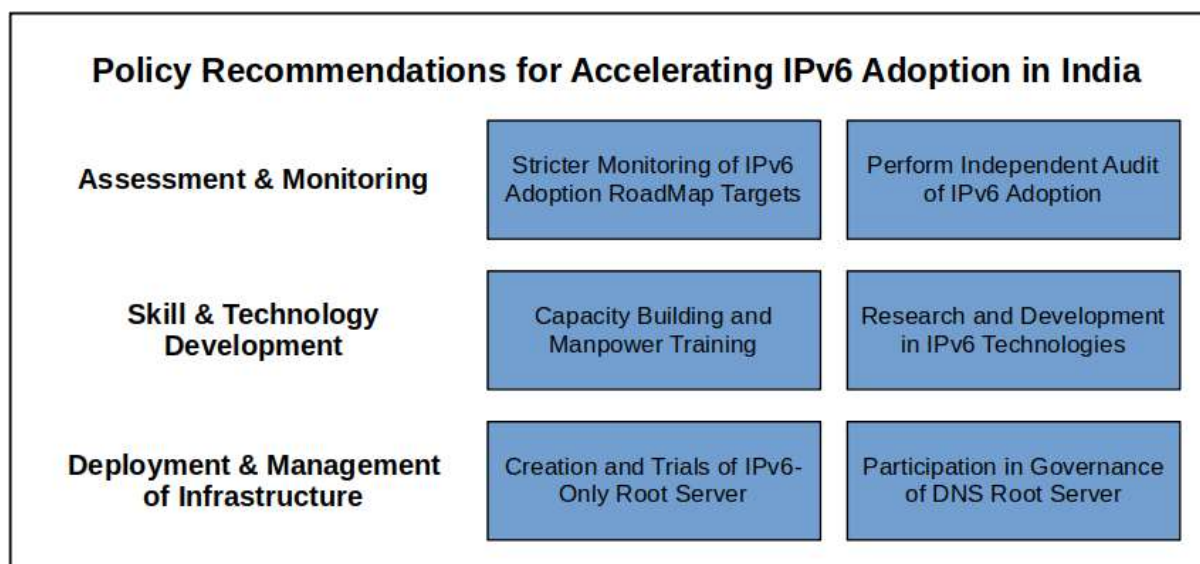 Policy Recommendations for Accelerating IPv6 Adoption in India
Assessment & Monitoring
Stricter Monitoring of IPv6
Adoption RoadMap Targets
Perform Independent Audit
of IPv6 Adoption
Skill & Technology
Development
Capacity Building and
Manpower Training
Research and Development
in IPv6 Technologies
Deployment & Management
of Infrastructure
Creation and Trials of IPv6-
Only Root Server
Participation in Governance
of DNS Root Server